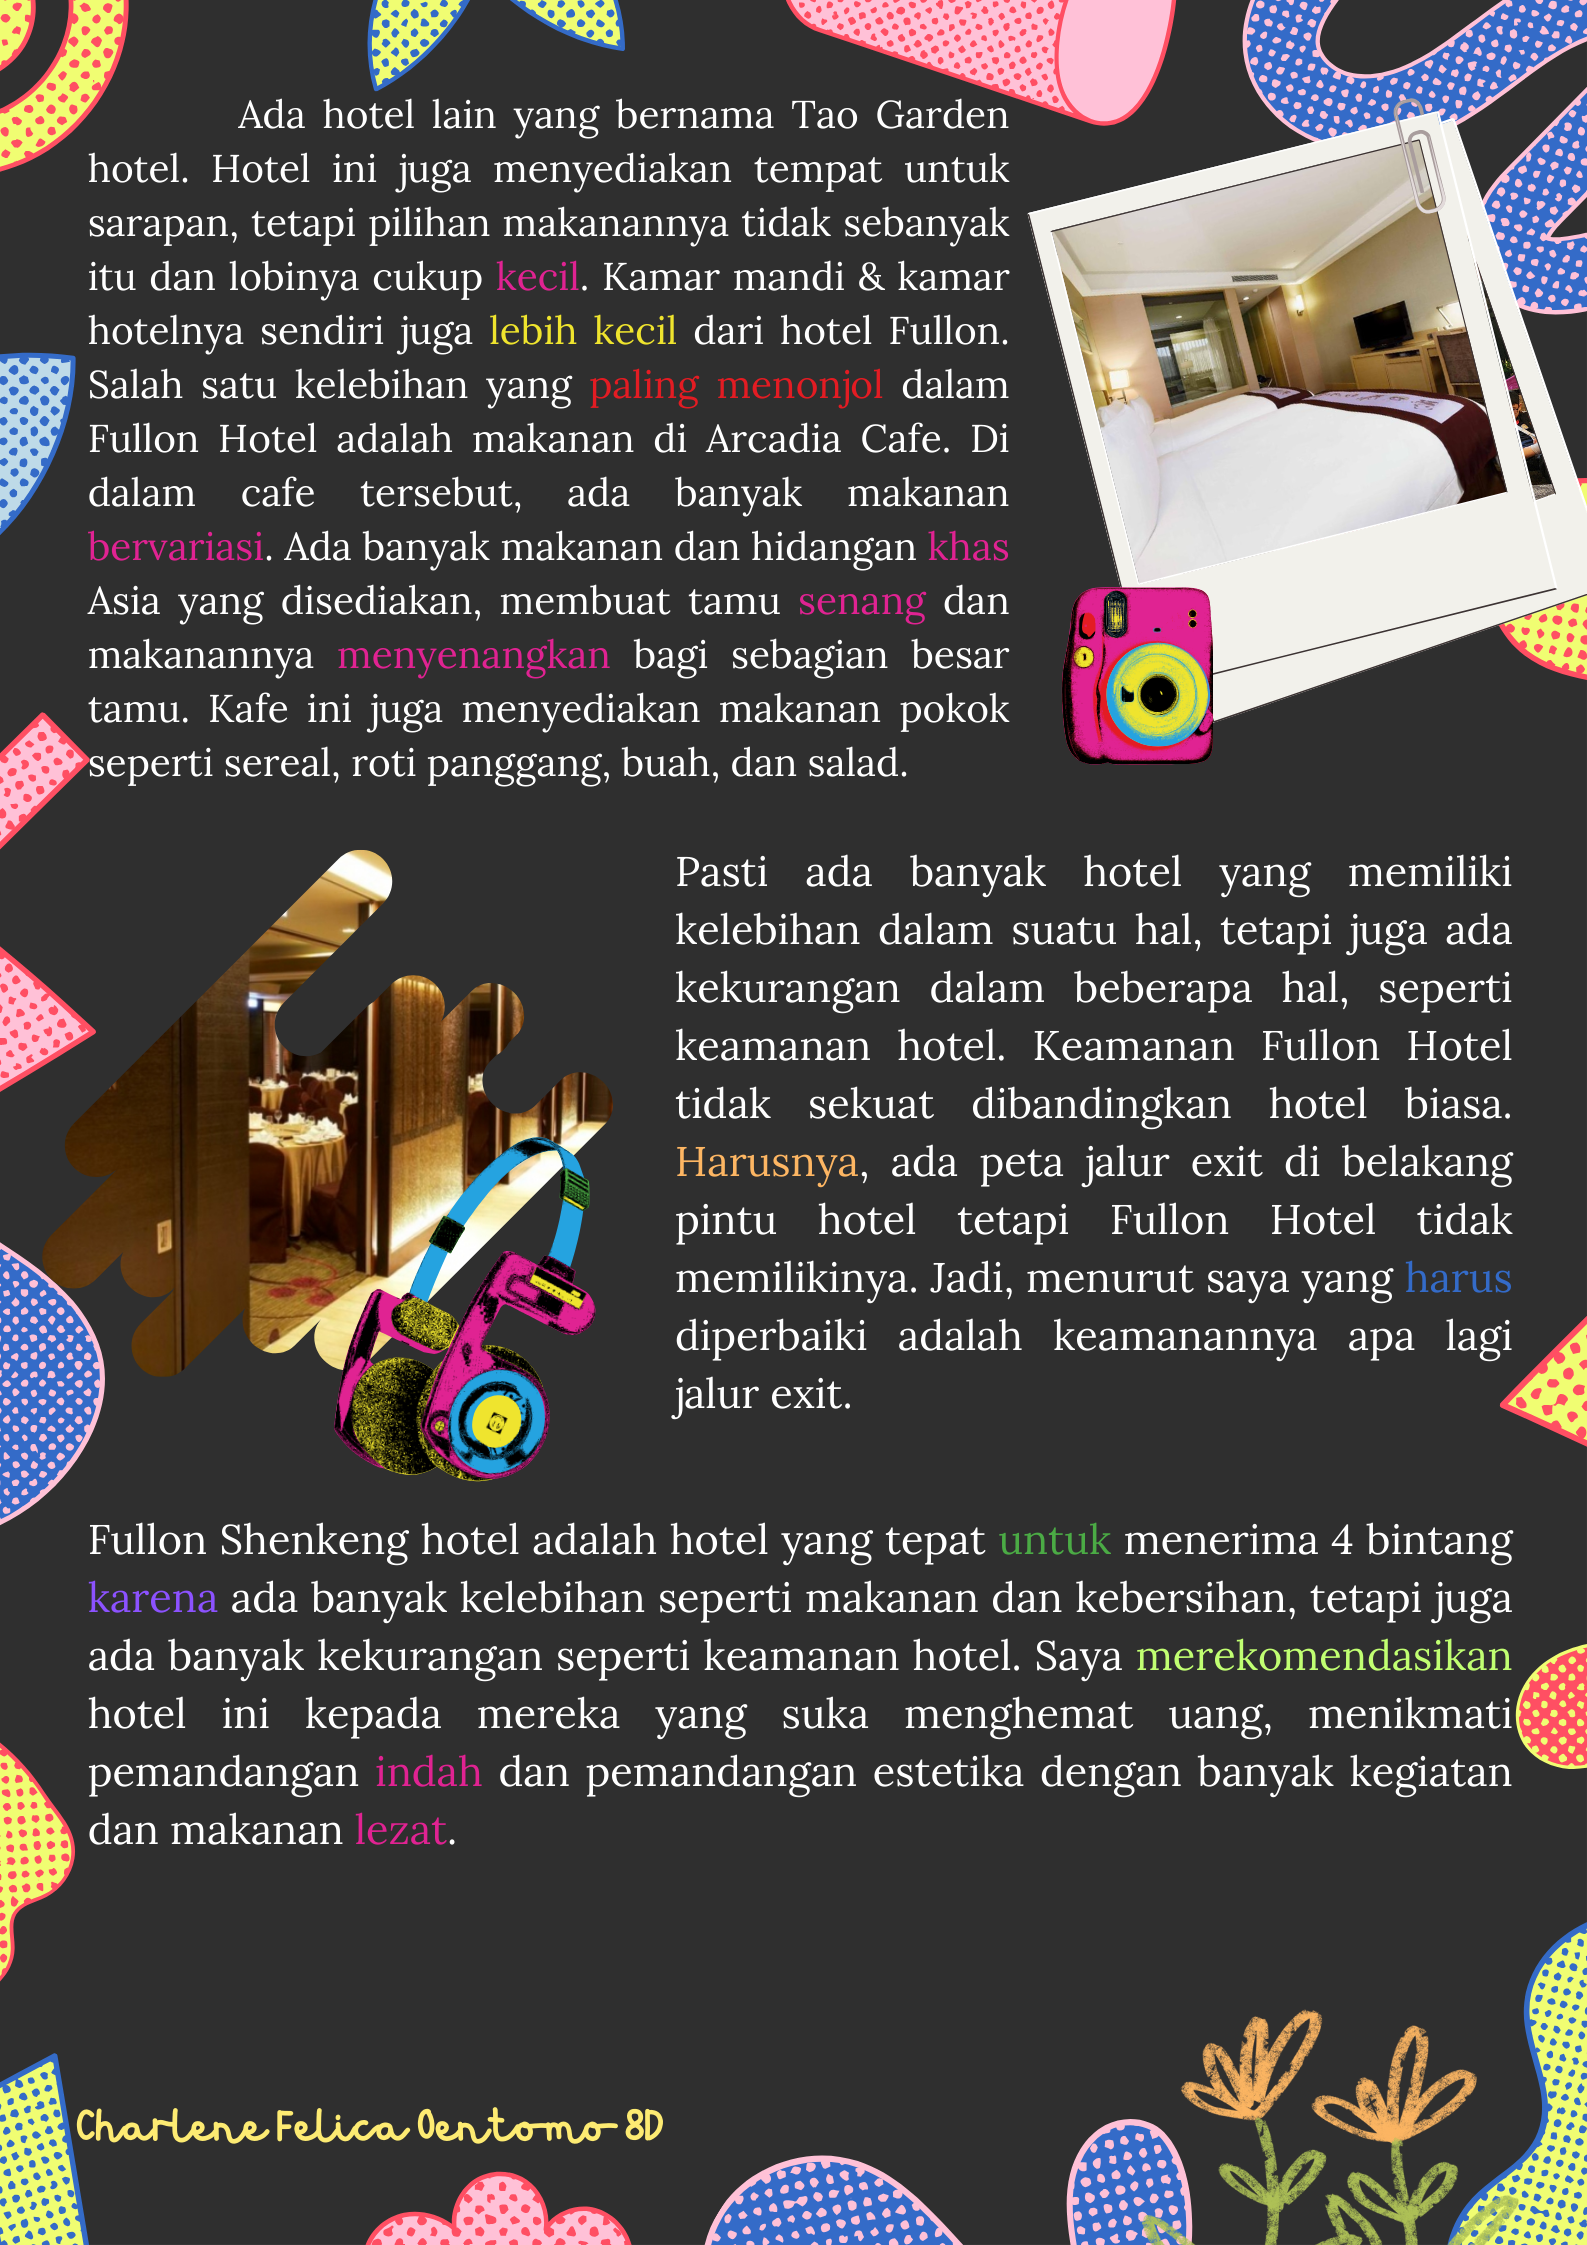 Ada hotel lain yang bernama Tao Garden
hotel. Hotel ini juga menyediakan tempat untuk
sarapan, tetapi pilihan makanannya tidak sebanyak
itu dan lobinya cukup kecil. Kamar mandi & kamar
hotelnya sendiri juga lebih kecil dari hotel Fullon.
Salah satu kelebihan yang paling menonjol dalam
Fullon Hotel adalah makanan di Arcadia Cafe. Di
dalam cafe tersebut, ada banyak makanan
bervariasi. Ada banyak makanan dan hidangan khas
Asia yang disediakan, membuat tamu senang dan
makanannya menyenangkan bagi sebagian besar
tamu. Kafe ini juga menyediakan makanan pokok
seperti sereal, roti panggang, buah, dan salad.
Pasti ada banyak hotel yang memiliki
kelebihan dalam suatu hal, tetapi juga ada
kekurangan dalam beberapa hal, seperti
keamanan hotel. Keamanan Fullon Hotel
tidak sekuat dibandingkan hotel biasa.
Harusnya, ada peta jalur exit di belakang
pintu hotel tetapi Fullon Hotel tidak
memilikinya. Jadi, menurut saya yang harus
diperbaiki adalah keamanannya apa lagi
jalur exit.
Fullon Shenkeng hotel adalah hotel yang tepat untuk menerima 4 bintang
karena ada banyak kelebihan seperti makanan dan kebersihan, tetapi juga
ada banyak kekurangan seperti keamanan hotel. Saya merekomendasikan
hotel ini kepada mereka yang suka menghemat uang, menikmati
pemandangan indah dan pemandangan estetika dengan banyak kegiatan
dan makanan lezat.
Charlene Felica Oentomo- 8D